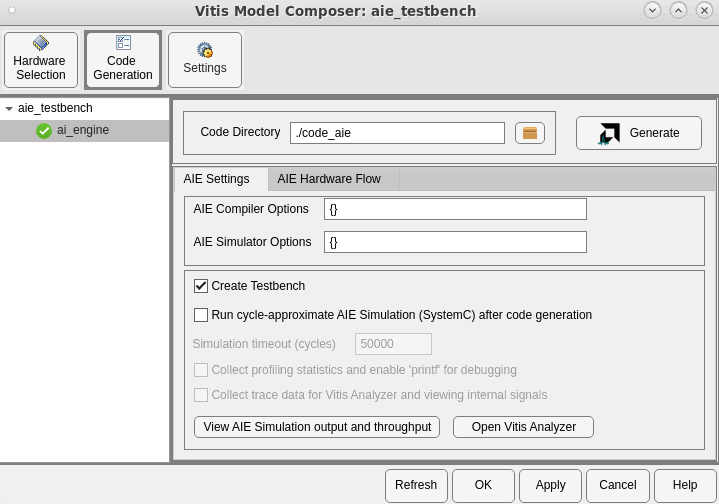 Vitis Model Composer: aie_testbench
Hardware
Selection
Code
Generation
Settings
aie_testbench
ai_engine
Code Directory ./code_aie
Generate
AIE Settings AIE Hardware Flow
AIE Compiler Options {}
AIE Simulator Options {}
Create Testbench
Run cycle-approximate AIE Simulation (SystemC) after code generation
Simulation timeout (cycles) 50000
Collect profiling statistics and enable 'printf' for debugging
Collect trace data for Vitis Analyzer and viewing internal signals
View AIE Simulation output and throughput Open Vitis Analyzer
Refresh OK Apply Cancel Help